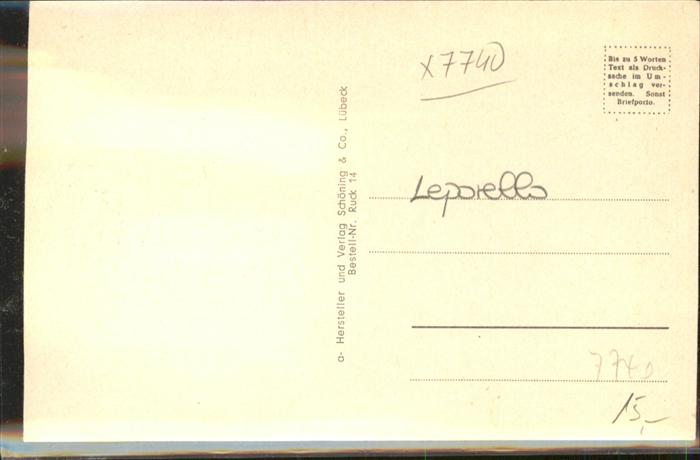 x7740
Bis zu 5 Worten
Text als Druck-
sache im Um-
schlag ver-
senden. Sonst
Briefporto.
a- Hersteller und Verlag Schöning & Co., Lübeck
Bestell-Nr. Ruck 14
Leporello
7740
15,-